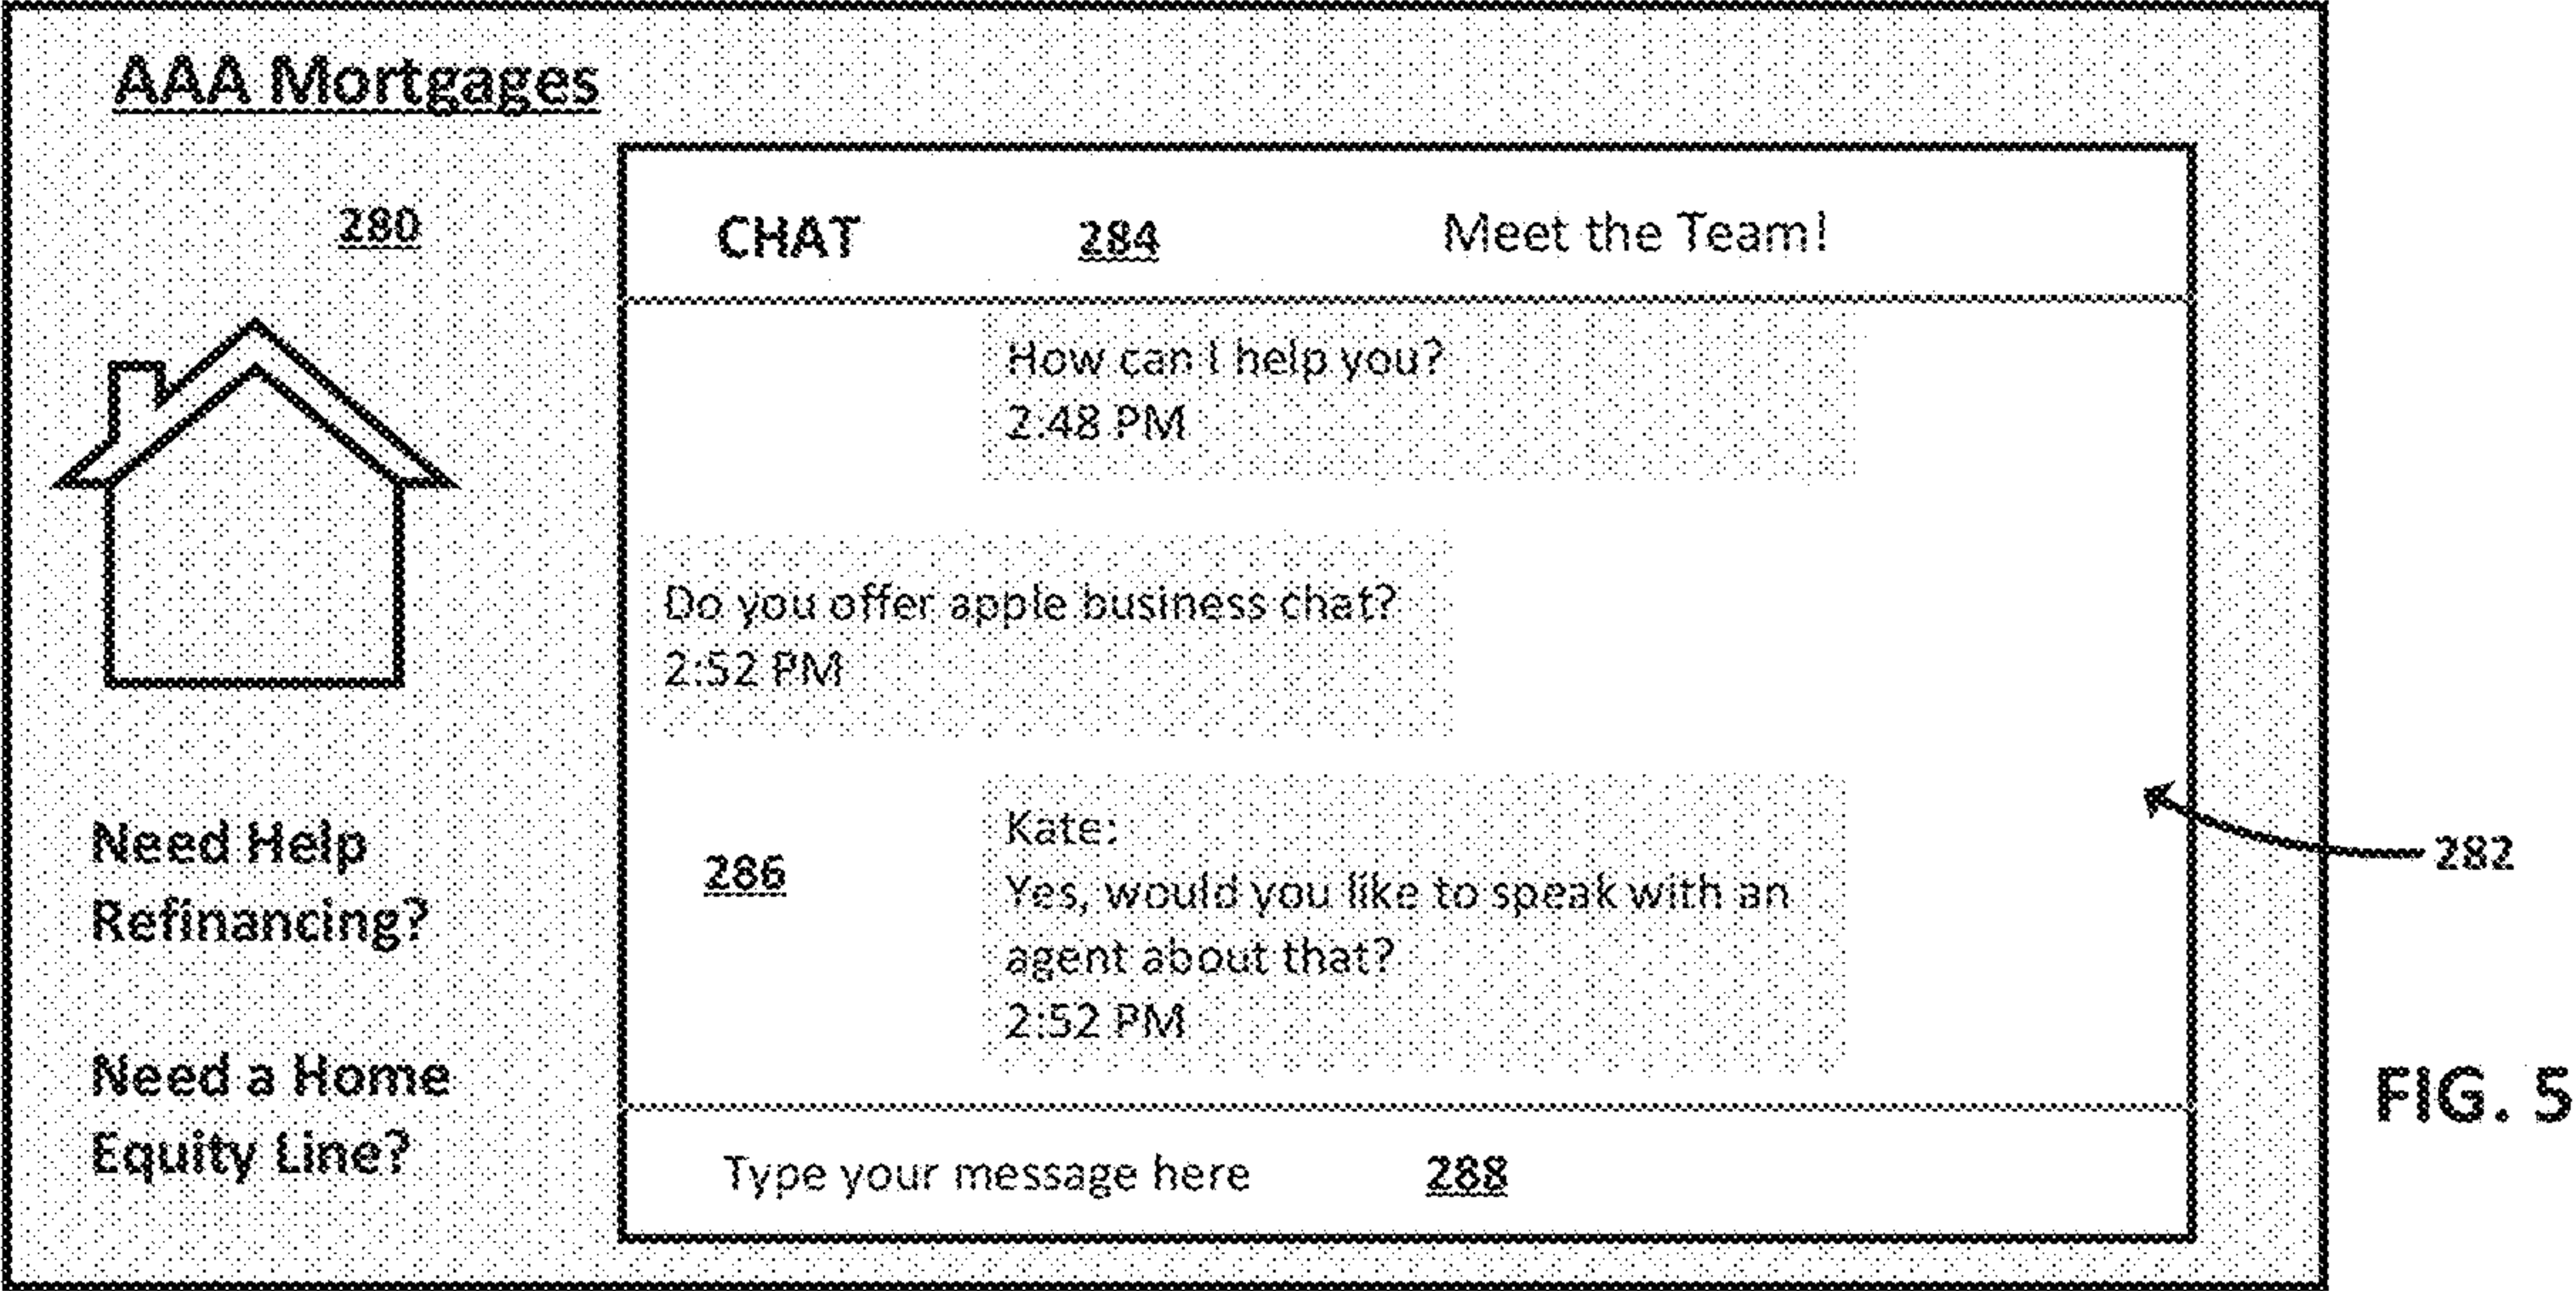 AAA Mortgages
280
CHAT 284 Meet the Team!
How can I help you?
2:48 PM
Do you offer apple business chat?
2:52 PM
286
Kate:
Yes, would you like to speak with an
agent about that?
2:52 PM
282
Need Help
Refinancing?
Need a Home
Equity Line?
Type your message here 288
FIG. 5